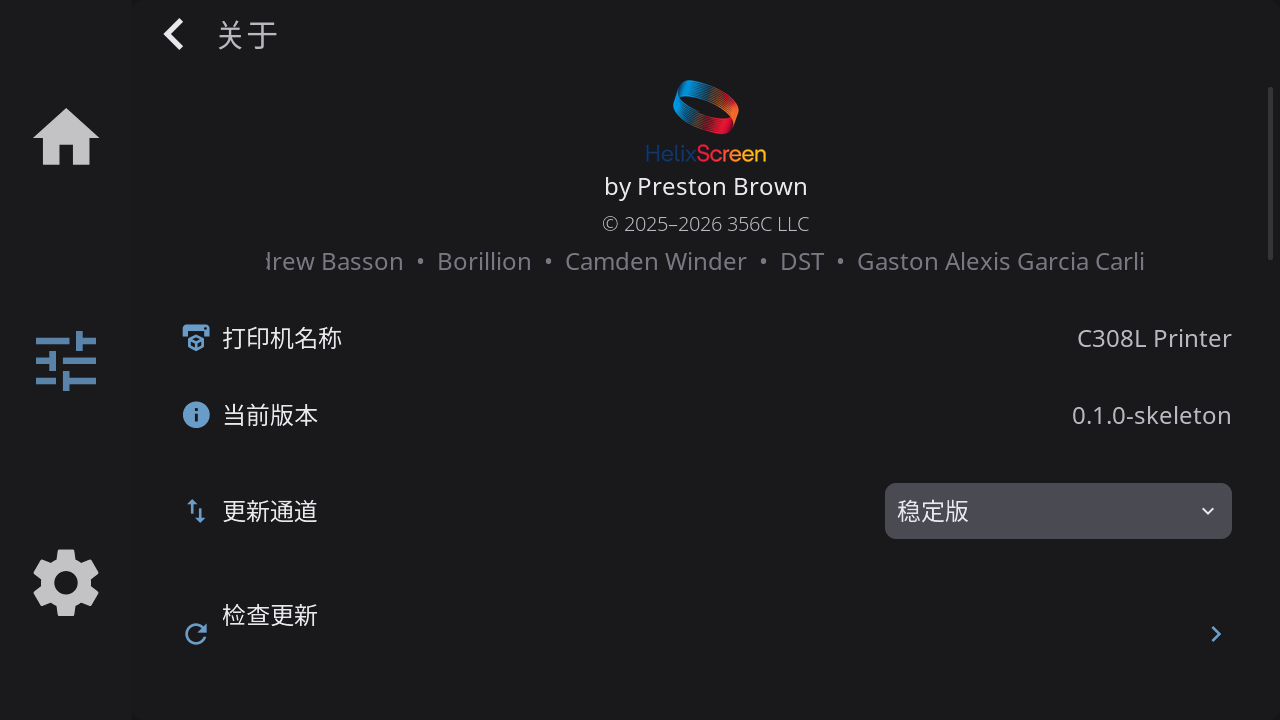 关于
HelixScreen
by Preston Brown
© 2025–2026 356C LLC
Basson • Borillion • Camden Winder • DST • Gaston Alexis Garcia Carli
打印机名称
C308L Printer
当前版本
0.1.0-skeleton
更新通道
稳定版
检查更新